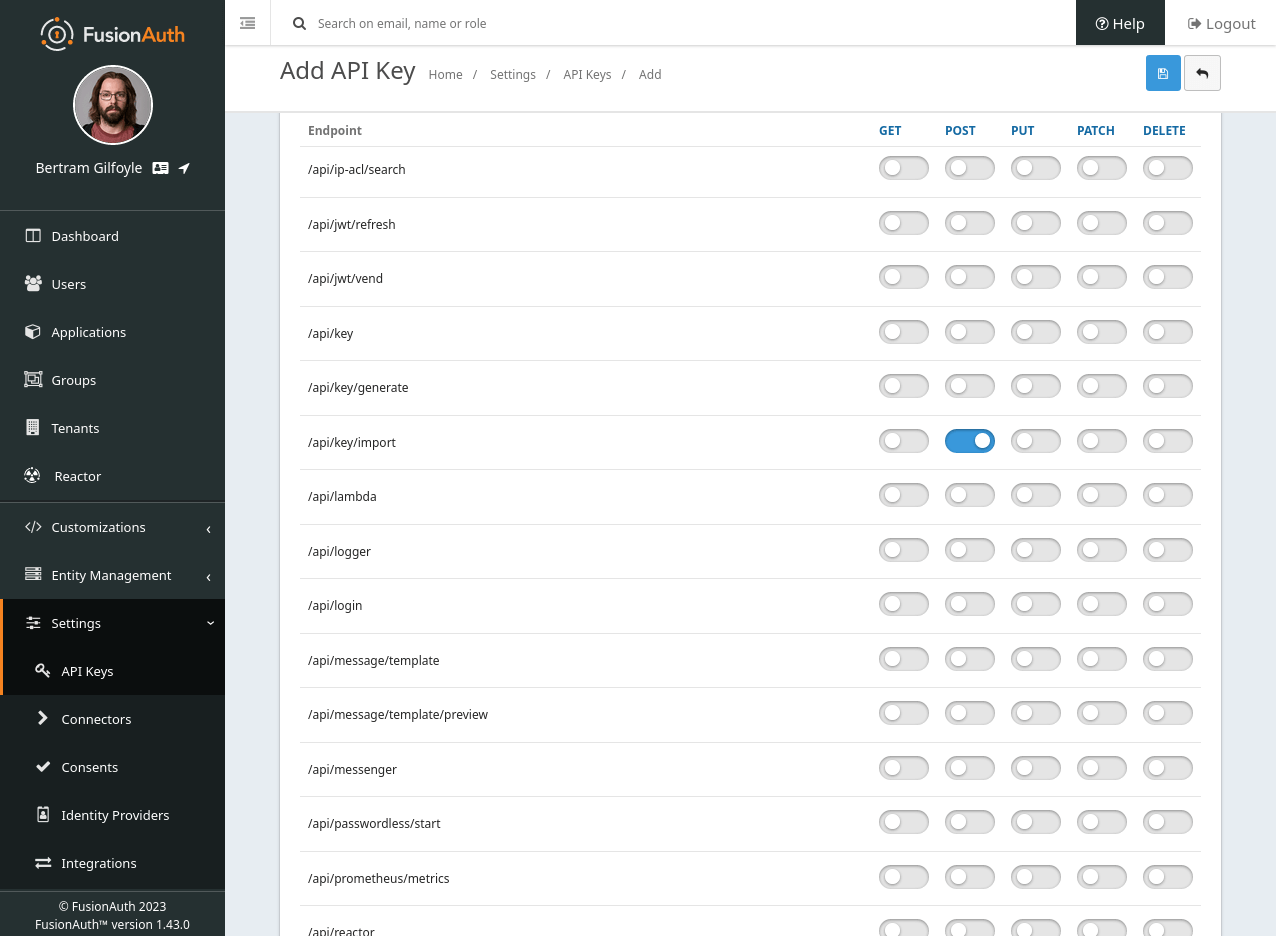 FusionAuth
Search on email, name or role
Help
Logout
Add API Key
Home / Settings / API Keys / Add
Bertram Gilfoyle
Dashboard
Users
Applications
Groups
Tenants
Reactor
Customizations
Entity Management
Settings
API Keys
Connectors
Consents
Identity Providers
Integrations
© FusionAuth 2023
FusionAuth™ version 1.43.0
Endpoint GET POST PUT PATCH DELETE
/api/ip-acl/search
/api/jwt/refresh
/api/jwt/vend
/api/key
/api/key/generate
/api/key/import
/api/lambda
/api/logger
/api/login
/api/message/template
/api/message/template/preview
/api/messenger
/api/passwordless/start
/api/prometheus/metrics
/api/reactor